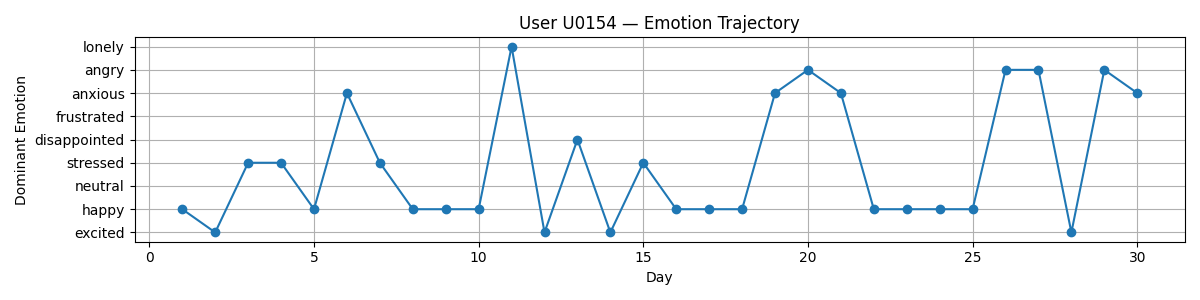 User U0154 — Emotion Trajectory
Dominant Emotion
lonely
angry
anxious
frustrated
disappointed
stressed
neutral
happy
excited
0 5 10 15 20 25 30
Day